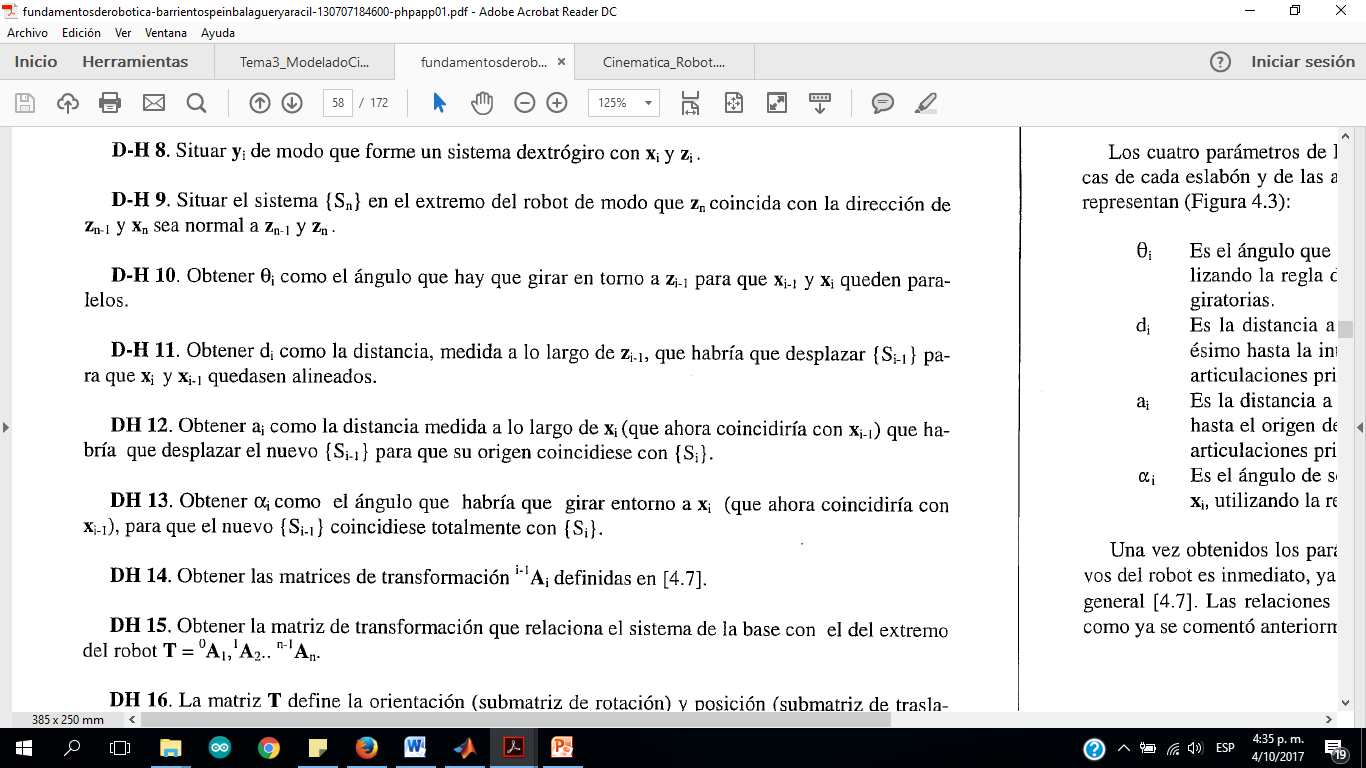 fundamentosderobotica-barrientospeinbalagueryaracil-130707184600-phpapp01.pdf - Adobe Acrobat Reader DC
Archivo Edición Ver Ventana Ayuda
Inicio Herramientas Tema3_ModeladoCi... fundamentosderob... × Cinematica_Robot.... ? Iniciar sesión
58 / 172 125%
D-H 8. Situar yi de modo que forme un sistema dextrógiro con xi y zi.
D-H 9. Situar el sistema {Sn} en el extremo del robot de modo que zn coincida con la dirección de
zn-1 y xn sea normal a zn-1 y zn.
D-H 10. Obtener θi como el ángulo que hay que girar en torno a zi-1 para que xi-1 y xi queden para-
lelos.
D-H 11. Obtener di como la distancia, medida a lo largo de zi-1, que habría que desplazar {Si-1} pa-
ra que xi y xi-1 quedasen alineados.
DH 12. Obtener ai como la distancia medida a lo largo de xi (que ahora coincidiría con xi-1) que ha-
bría que desplazar el nuevo {Si-1} para que su origen coincidiese con {Si}.
DH 13. Obtener αi como el ángulo que habría que girar entorno a xi (que ahora coincidiría con
xi-1), para que el nuevo {Si-1} coincidiese totalmente con {Si}.
DH 14. Obtener las matrices de transformación i-1Ai definidas en [4.7].
DH 15. Obtener la matriz de transformación que relaciona el sistema de la base con el del extremo
del robot T = 0A1, 1A2.. n-1An.
DH 16. La matriz T define la orientación (submatriz de rotación) y posición (submatriz de trasla-
Los cuatro parámetros de
cas de cada eslabón y de las a
representan (Figura 4.3):
θi Es el ángulo que
lizando la regla d
giratorias.
di Es la distancia a
ésimo hasta la in
articulaciones pri
ai Es la distancia a
hasta el origen de
articulaciones pri
αi Es el ángulo de s
xi, utilizando la re
Una vez obtenidos los pará
vos del robot es inmediato, ya
general [4.7]. Las relaciones
como ya se comentó anteriorm
385 x 250 mm
ESP 4:35 p. m.
4/10/2017 19